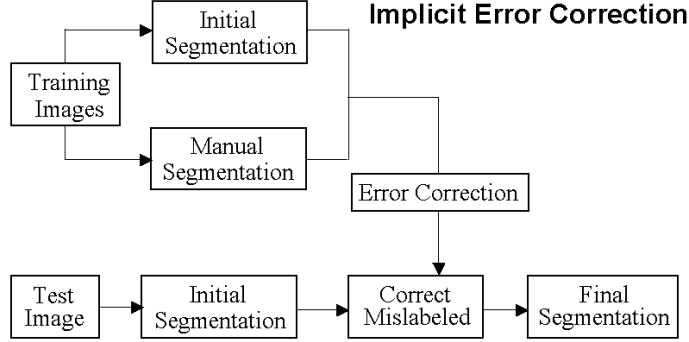 Implicit Error Correction
Initial
Segmentation
Training
Images
Manual
Segmentation
Error Correction
Test
Image
Initial
Segmentation
Correct
Mislabeled
Final
Segmentation